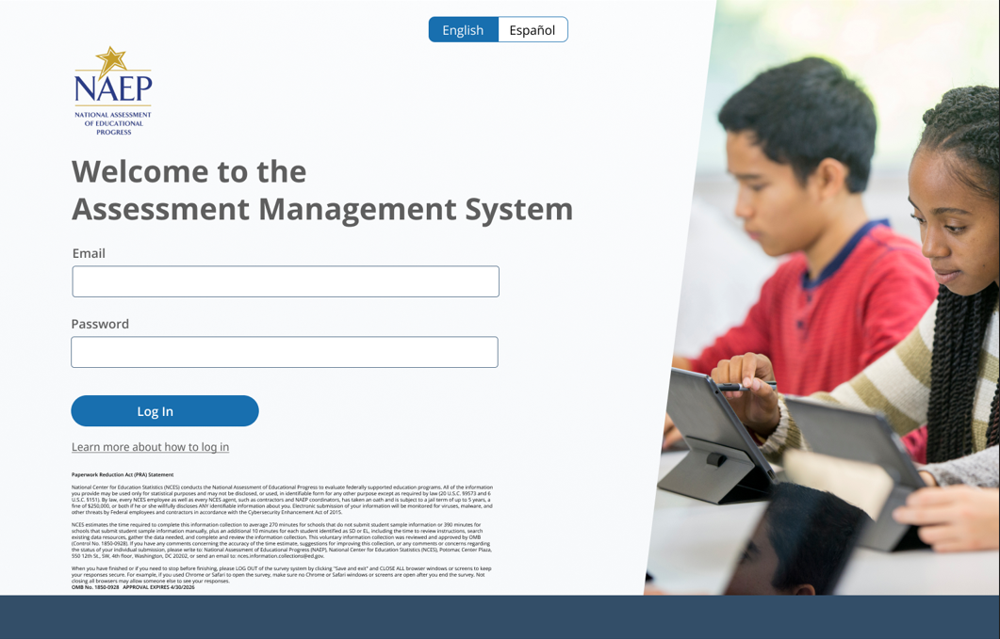 English Español
NAEP
NATIONAL ASSESSMENT
OF EDUCATIONAL
PROGRESS
Welcome to the
Assessment Management System
Email
Password
Log In
Learn more about how to log in
Paperwork Reduction Act (PRA) Statement
National Center for Education Statistics (NCES) conducts the National Assessment of Educational Progress to evaluate federally supported education programs. All of the information
you provide may be used only for statistical purposes and may not be disclosed, or used, in identifiable form for any other purpose except as required by law (20 U.S.C. §9573 and 6
U.S.C. §151). By law, every NCES employee as well as every NCES agent, such as contractors and NAEP coordinators, has taken an oath and is subject to a jail term of up to 5 years, a
fine of $250,000, or both if he or she willfully discloses ANY identifiable information about you. Electronic submission of your information will be monitored for viruses, malware, and
other threats by Federal employees and contractors in accordance with the Cybersecurity Enhancement Act of 2015.
NCES estimates the time required to complete this information collection to average 270 minutes for schools that do not submit student sample information or 390 minutes for
schools that submit student sample information manually, plus an additional 10 minutes for each student identified as SD or EL, including the time to review instructions, search
existing data resources, gather the data needed, and complete and review the information collection. This voluntary information collection was reviewed and approved by OMB
(Control No. 1850-0928). If you have any comments concerning the accuracy of the time estimate, suggestions for improving this collection, or any comments or concerns regarding
the status of your individual submission, please write to: National Assessment of Educational Progress (NAEP), National Center for Education Statistics (NCES), Potomac Center Plaza,
550 12th St., SW, 4th floor, Washington, DC 20202, or send an email to: nces.information.collections@ed.gov.
When you have finished or if you need to stop before finishing, please LOG OUT of the survey system by clicking "Save and exit" and CLOSE ALL browser windows or screens to keep
your responses secure. For example, if you used Chrome or Safari to open the survey, make sure no Chrome or Safari windows or screens are open after you end the survey. Not
closing all browsers may allow someone else to see your responses.
OMB No. 1850-0928 APPROVAL EXPIRES 4/30/2026